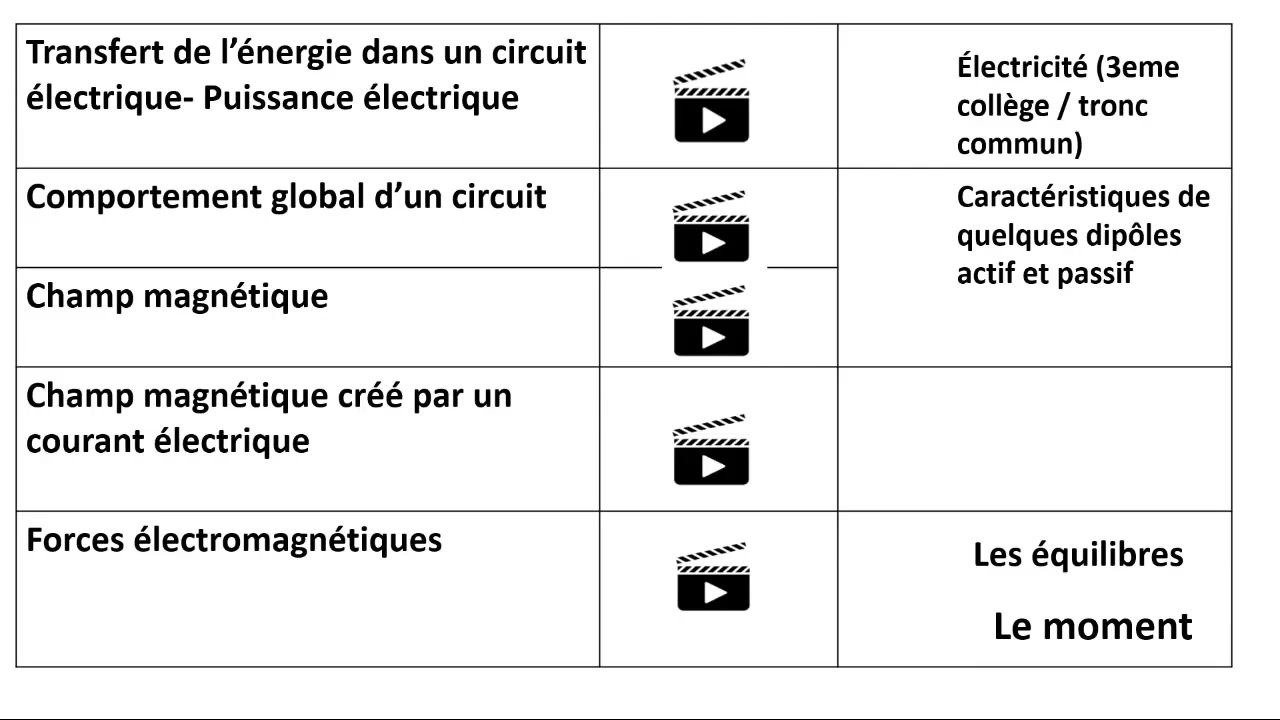 Transfert de l’énergie dans un circuit
électrique- Puissance électrique
Électricité (3eme
collège / tronc
commun)
Comportement global d’un circuit
Caractéristiques de
quelques dipôles
actif et passif
Champ magnétique
Champ magnétique créé par un
courant électrique
Forces électromagnétiques
Les équilibres
Le moment